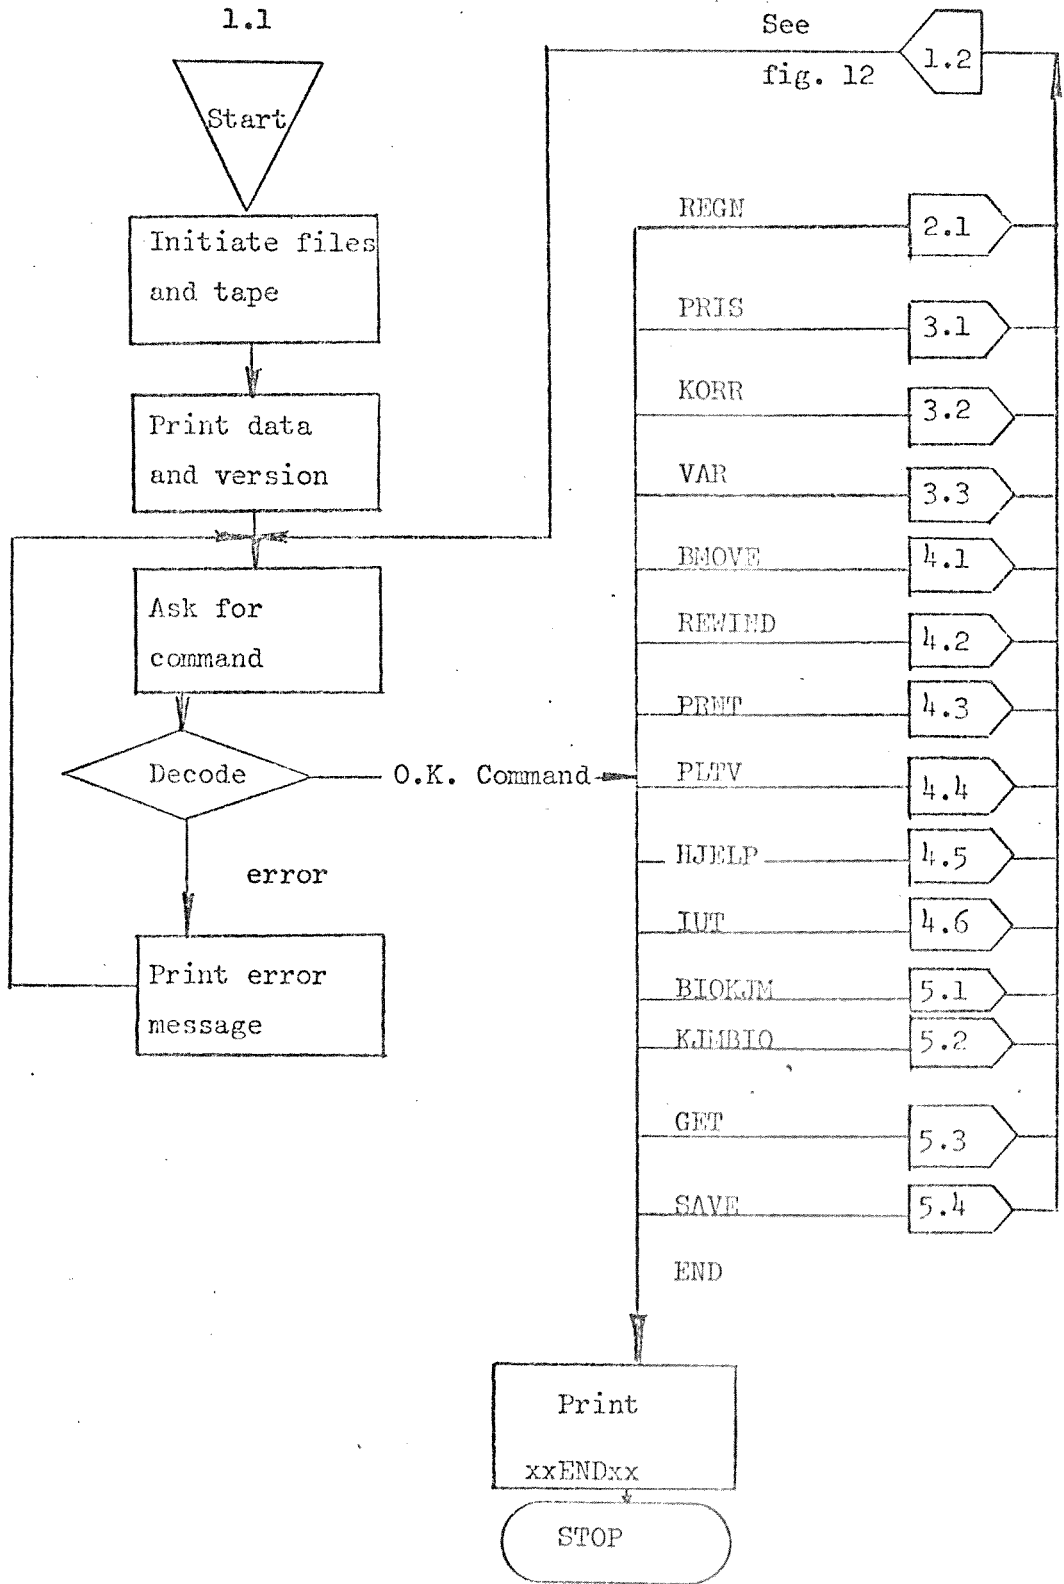 1.1
Start
Initiate files
and tape
Print data
and version
Ask for
command
Decode
O.K. Command
error
Print error
message
See
fig. 12
1.2
REGN
2.1
PRIS
3.1
KORR
3.2
VAR
3.3
BMOVE
4.1
REWIND
4.2
PRNT
4.3
PLTV
4.4
HJELP
4.5
IUT
4.6
BIOKJM
5.1
KJMBIO
5.2
GET
5.3
SAVE
5.4
END
Print
xxENDxx
STOP